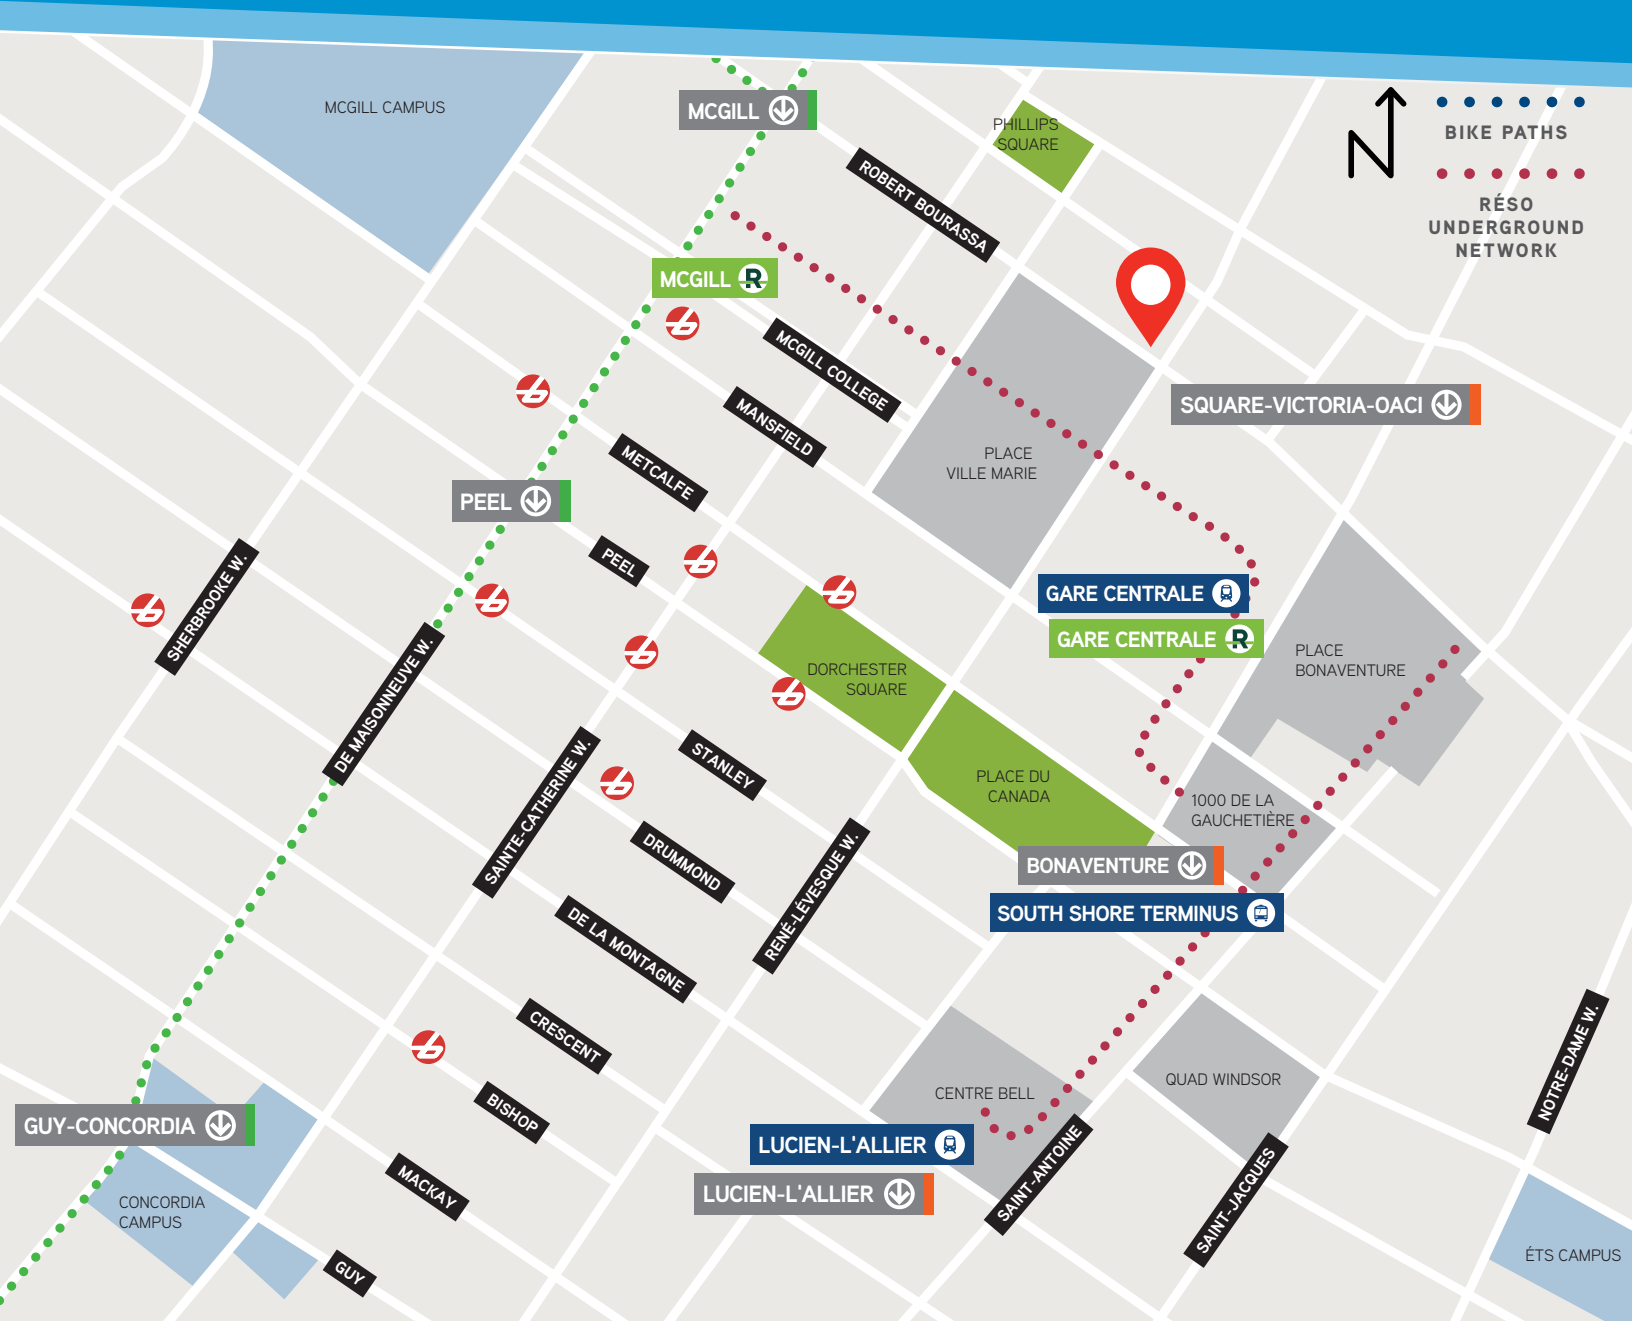 MCGILL CAMPUS
MCGILL
PHILLIPS
SQUARE
BIKE PATHS
RÉSO
UNDERGROUND
NETWORK
ROBERT BOURASSA
MCGILL R
MCGILL COLLEGE
MANSFIELD
SQUARE-VICTORIA-OACI
METCALFE
PLACE
VILLE MARIE
PEEL
PEEL
SHERBROOKE W.
GARE CENTRALE
GARE CENTRALE R
DE MAISONNEUVE W.
DORCHESTER
SQUARE
PLACE
BONAVENTURE
STANLEY
SAINTE-CATHERINE W.
PLACE DU
CANADA
1000 DE LA
GAUCHETIÈRE
DRUMMOND
RENÉ-LÉVESQUE W.
BONAVENTURE
SOUTH SHORE TERMINUS
DE LA MONTAGNE
CRESCENT
NOTRE-DAME W.
CENTRE BELL
QUAD WINDSOR
BISHOP
GUY-CONCORDIA
LUCIEN-L'ALLIER
LUCIEN-L'ALLIER
SAINT-ANTOINE
SAINT-JACQUES
MACKAY
CONCORDIA
CAMPUS
GUY
ÉTS CAMPUS
N